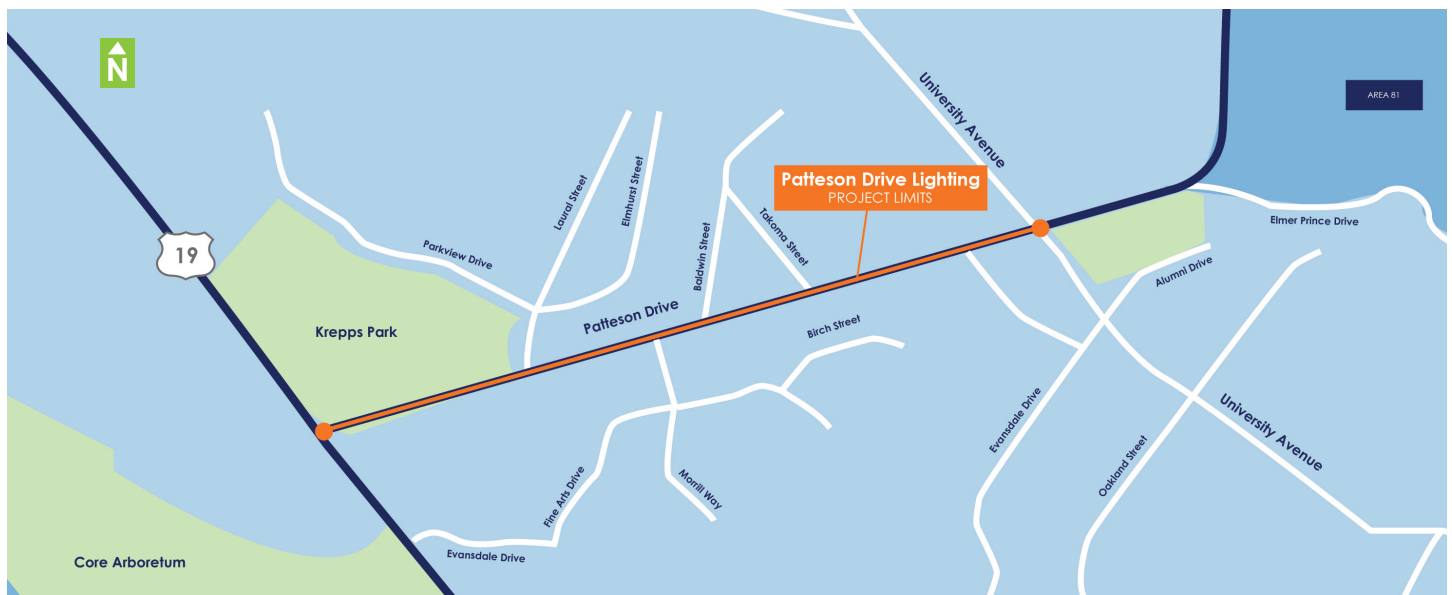 N
AREA 81
University Avenue
Patteson Drive Lighting
PROJECT LIMITS
Laural Street
Elmhurst Street
Takoma Street
Elmer Prince Drive
19
Parkview Drive
Baldwin Street
Alumni Drive
Krepps Park
Patteson Drive
Birch Street
Evansdale Drive
University Avenue
Oakland Street
Fine Arts Drive
Morrill Way
Evansdale Drive
Core Arboretum